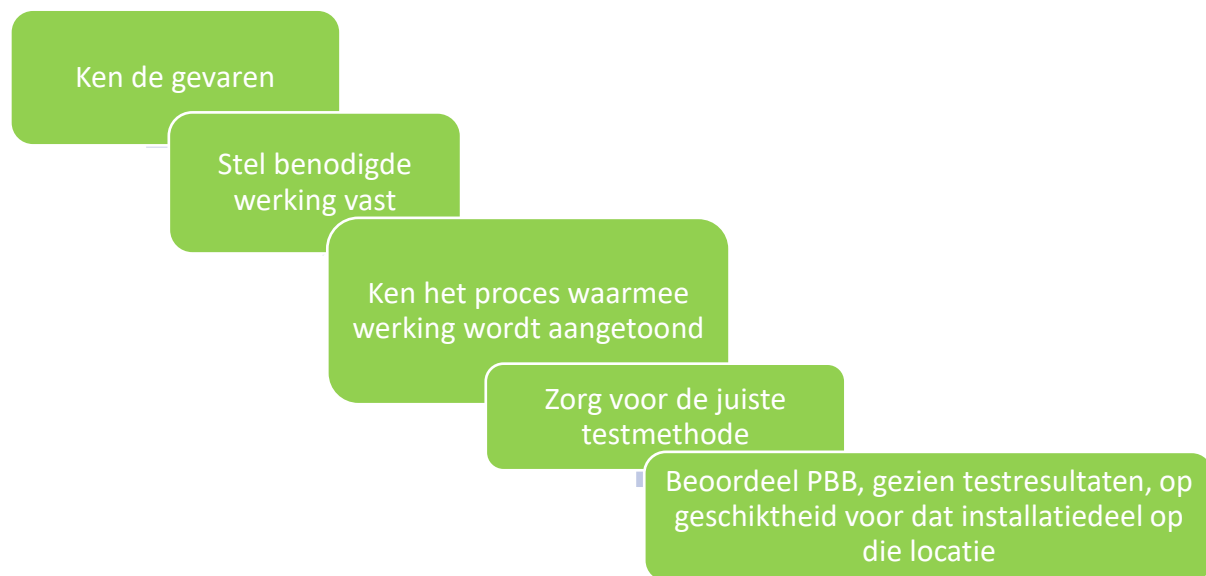 Ken de gevaren
Stel benodigde
werking vast
Ken het proces waarmee
werking wordt aangetoond
Zorg voor de juiste
testmethode
Beoordeel PBB, gezien testresultaten, op
geschiktheid voor dat installatiedeel op
die locatie